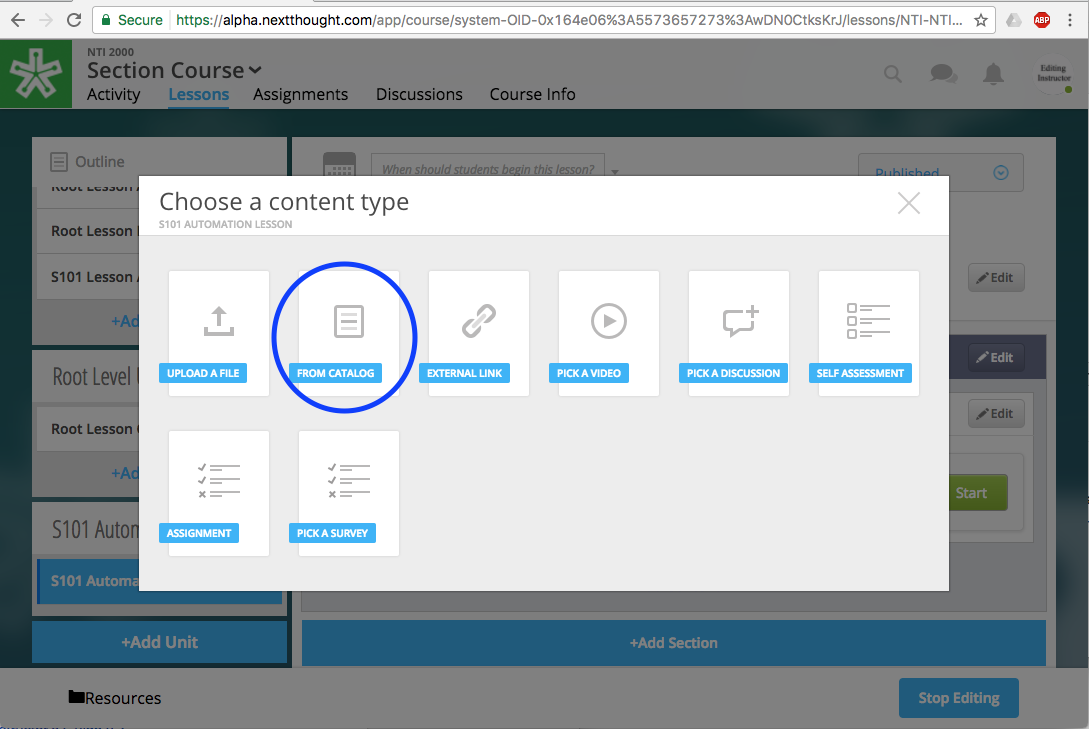 Secure https://alpha.nextthought.com/app/course/system-OID-0x164e06%3A5573657273%3AwDN0CtksKrJ/lessons/NTI-NTI...
ABP
NTI 2000
Section Course
Activity Lessons Assignments Discussions Course Info
Editing
Instructor
Outline
When should students begin this lesson?
Published
Root Lesson
Choose a content type
S101 AUTOMATION LESSON
Root Lesson
S101 Lesson
Edit
+Ad
UPLOAD A FILE
FROM CATALOG
EXTERNAL LINK
PICK A VIDEO
PICK A DISCUSSION
SELF ASSESSMENT
Edit
Root Level
Root Lesson
Edit
+Ad
Start
S101 Autom
ASSIGNMENT
PICK A SURVEY
S101 Automa
+Add Unit
+Add Section
Resources
Stop Editing